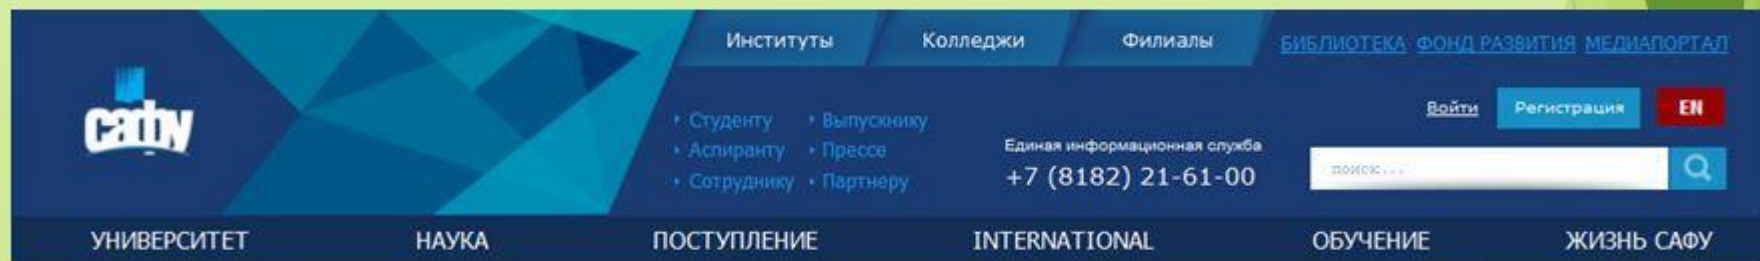 Институты Колледжи Филиалы БИБЛИОТЕКА ФОНД РАЗВИТИЯ МЕДИАПОРТАЛ
сафу
Войти Регистрация EN
Студенту Выпускнику
Аспиранту Прессе
Сотруднику Партнеру
Единая информационная служба
+7 (8182) 21-61-00
поиск...
УНИВЕРСИТЕТ НАУКА ПОСТУПЛЕНИЕ INTERNATIONAL ОБУЧЕНИЕ ЖИЗНЬ САФУ